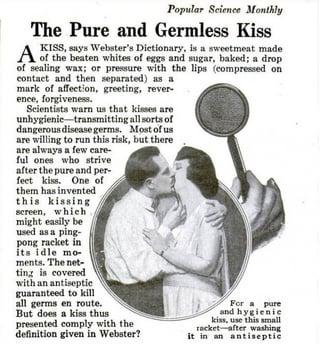 Popular Science Monthly
The Pure and Germless Kiss
A KISS, says Webster's Dictionary, is a sweetmeat made
of the beaten whites of eggs and sugar, baked; a drop
of sealing wax; or pressure with the lips (compressed on
contact and then separated) as a
mark of affection, greeting, rever-
ence, forgiveness.
Scientists warn us that kisses are
unhygienic—transmitting all sorts of
dangerous disease germs. Most of us
are willing to run this risk, but there
are always a few care-
ful ones who strive
after the pure and per-
fect kiss. One of
them has invented
this kissing
screen, which
might easily be
used as a ping-
pong racket in
its idle mo-
ments. The net-
ting is covered
with an antiseptic
guaranteed to kill
all germs en route.
But does a kiss thus
presented comply with the
definition given in Webster?
For a pure
and hygienic
kiss, use this small
racket—after washing
it in an antiseptic